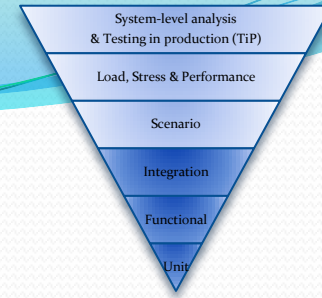 System-level analysis
& Testing in production (TiP)
Load, Stress & Performance
Scenario
Integration
Functional
Unit